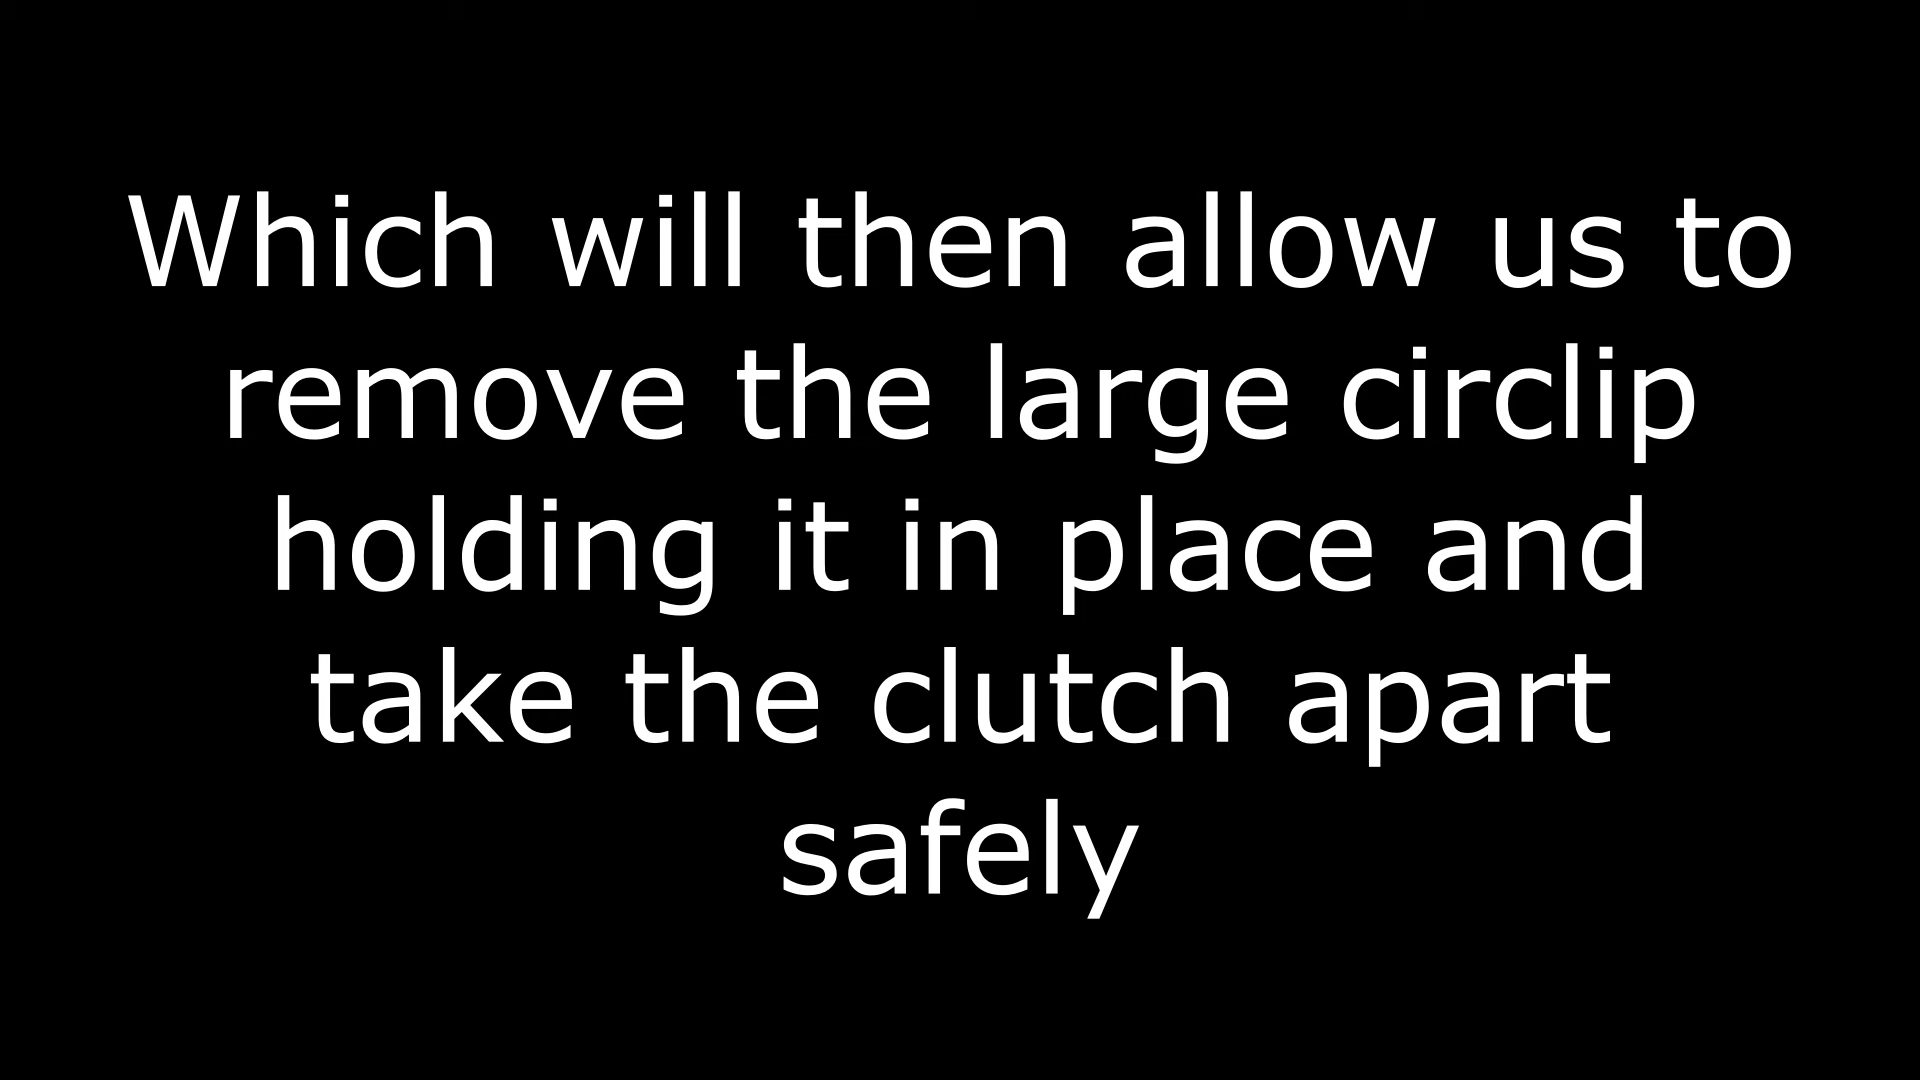 Which will then allow us to
remove the large circlip
holding it in place and
take the clutch apart
safely